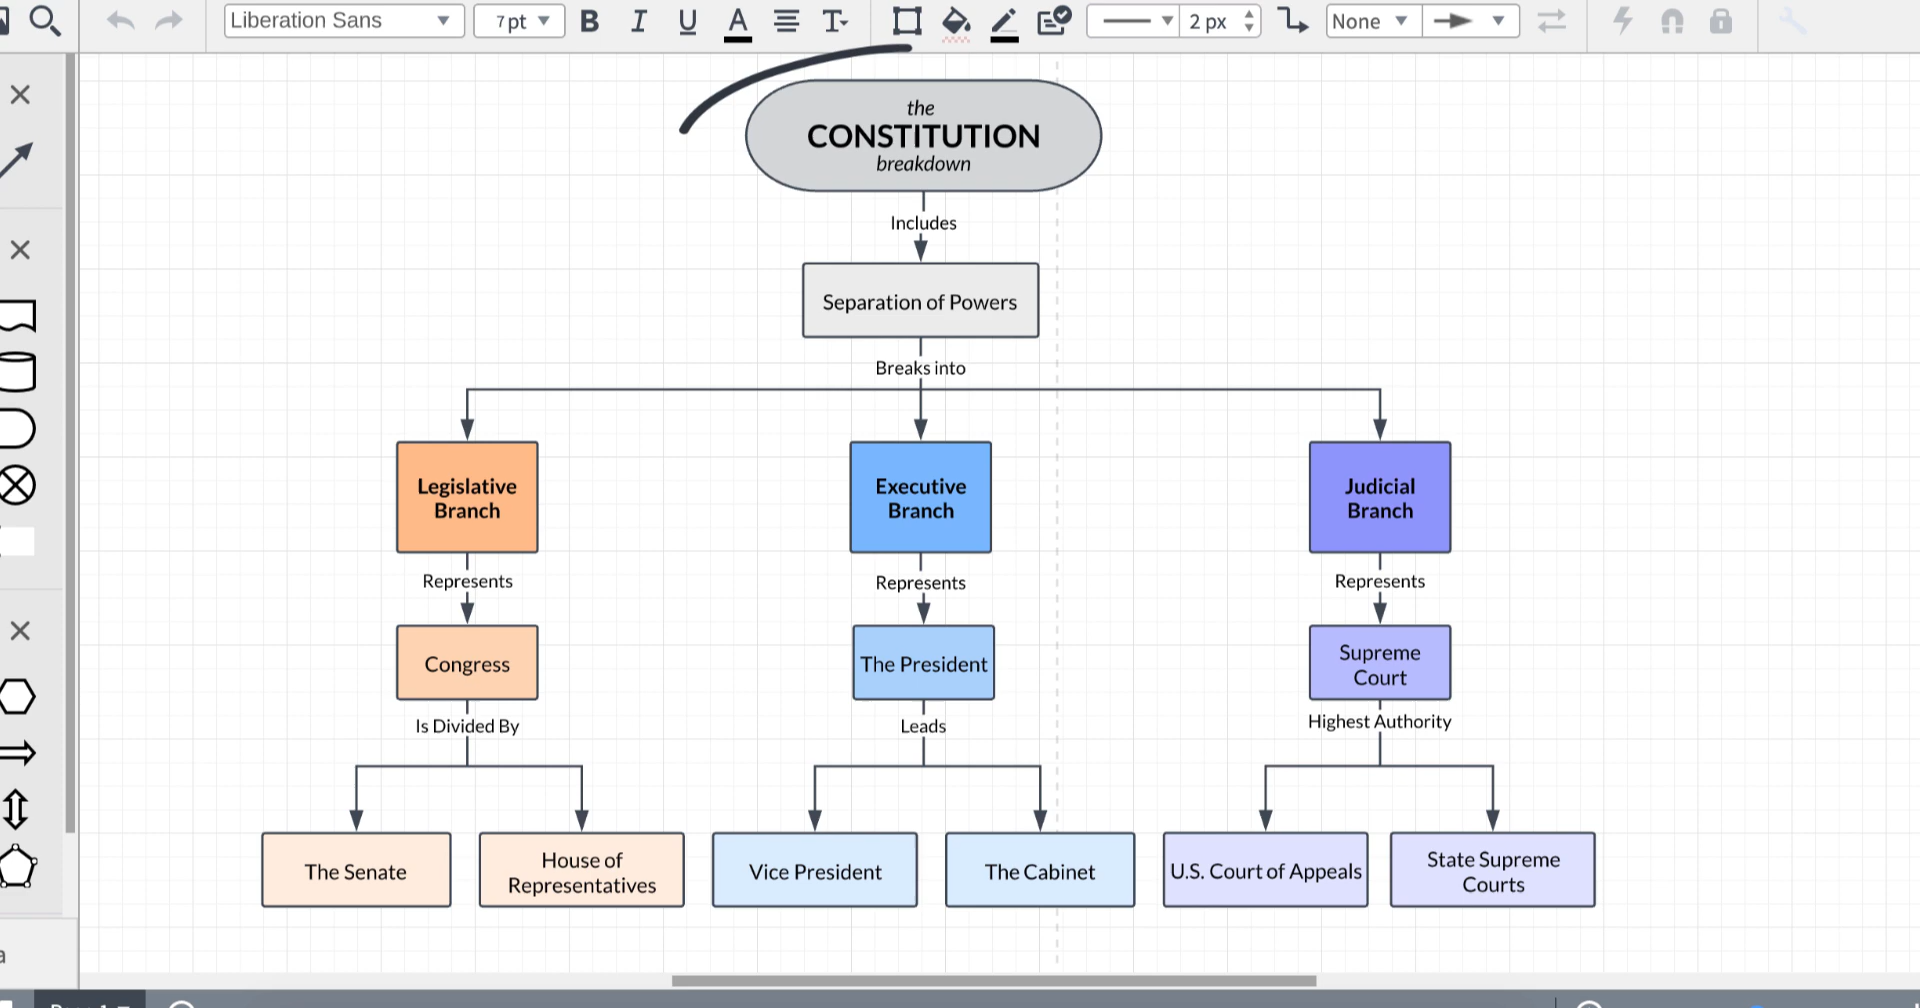 Liberation Sans
7 pt
B I U A T
2 px
None
the
CONSTITUTION
breakdown
Includes
Separation of Powers
Breaks into
Legislative
Branch
Executive
Branch
Judicial
Branch
Represents
Represents
Represents
Congress
The President
Supreme
Court
Is Divided By
Leads
Highest Authority
The Senate
House of
Representatives
Vice President
The Cabinet
U.S. Court of Appeals
State Supreme
Courts